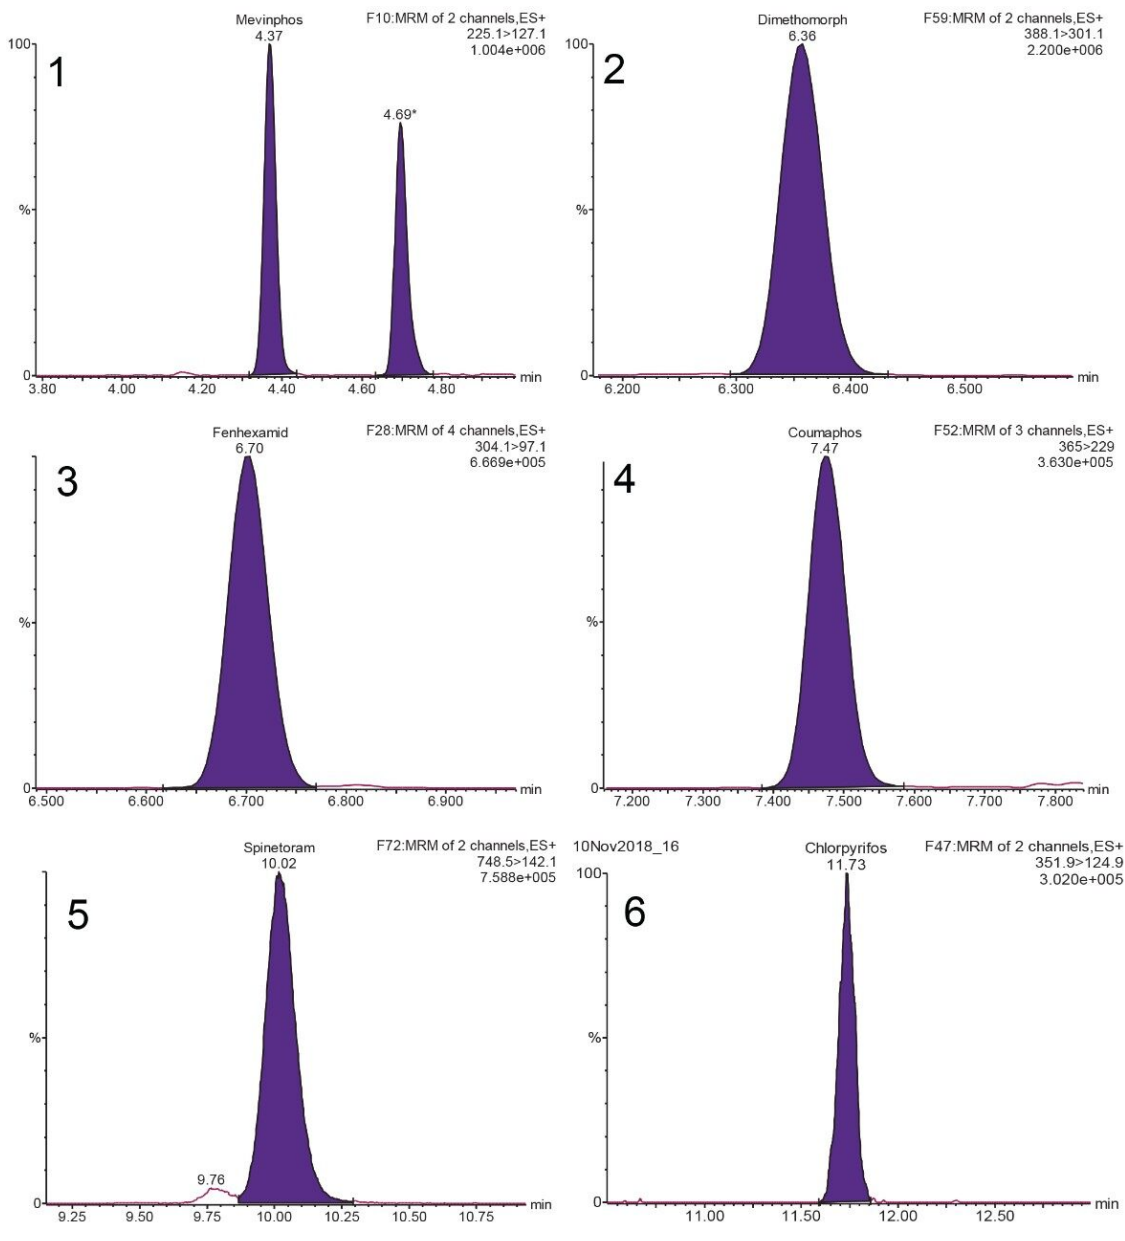 Mevinphos
4.37
F10:MRM of 2 channels,ES+
225.1>127.1
1.004e+006
100
1
4.69*
%
0
3.80 4.00 4.20 4.40 4.60 4.80 min
Dimethomorph
6.36
F59:MRM of 2 channels,ES+
388.1>301.1
2.200e+006
100
2
%
0
6.200 6.300 6.400 6.500 min
Fenhexamid
6.70
F28:MRM of 4 channels,ES+
304.1>97.1
6.669e+005
3
%
0
6.500 6.600 6.700 6.800 6.900 min
Coumaphos
7.47
F52:MRM of 3 channels,ES+
365>229
3.630e+005
4
%
0
7.200 7.300 7.400 7.500 7.600 7.700 7.800 min
Spinetoram
10.02
F72:MRM of 2 channels,ES+
748.5>142.1
7.588e+005
5
%
9.76
0
9.25 9.50 9.75 10.00 10.25 10.50 10.75 min
10Nov2018_16
Chlorpyrifos
11.73
F47:MRM of 2 channels,ES+
351.9>124.9
3.020e+005
100
6
%
0
11.00 11.50 12.00 12.50 min